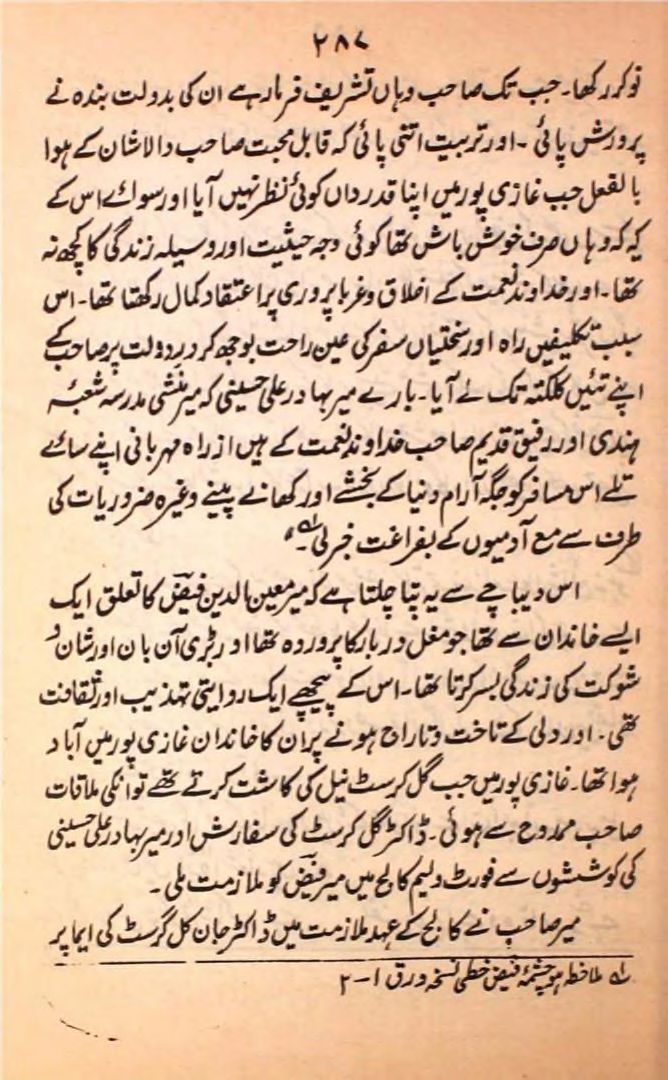 ۲۸۷
نوکر رکھا۔ جب تک صاحب وہاں تشریف فرما رہے ان کی بدولت بندہ نے
پرورش پائی ۔ اور تربیت اتنی پائی کہ قابل محبت صاحب والاشان کے ہوا
بالفعل جب غازی پور میں اپنا قدرداں کوئی نظر نہیں آیا اور سوائے اس کے
کہ کہ وہاں صرف خوش باش تھا کوئی وجہ حیثیت اور وسیلہ زندگی کا کچھ نہ
تھا۔ اور خداوند نعمت کے اخلاق و غربا پروری پر اعتقاد کمال رکھتا تھا۔ اس
سبب تکلیفیں راہ اور سختیاں سفر کی عین راحت بوجھ کر در دولت پر صاحب کے
اپنے تئیں کلکتہ تک لے آیا۔ بارے میر بہادر علی حسینی کہ میر منشی مدرسہ شعبۂ
ہندی اور رفیق قدیم صاحب خداوند نعمت کے ہیں از راہ مہربانی اپنے سائے
تلے اس مسافر کو جگہ آرام دنیا کے بخشے اور کھانے پینے وغیرہ ضروریات کی
طرف سے مع آدمیوں کے بفراغت خبر لی۔"
اس دیباچے سے یہ پتا چلتا ہے کہ میر معین الدین فیضؔ کا تعلق ایک
ایسے خاندان سے تھا جو مغل دربار کا پروردہ تھا اور بڑی آن بان اور شان و
شوکت کی زندگی بسر کرتا تھا۔ اس کے پیچھے ایک روایتی تہذیب اور ثقافت
تھی۔ اور دلی کے تاخت و تاراج ہونے پر ان کا خاندان غازی پور میں آباد
ہوا تھا۔ غازی پور میں جب گل کرسٹ نیل کی کاشت کرتے تھے تو انکی ملاقات
صاحب ممدوح سے ہوئی۔ ڈاکٹر گل کرسٹ کی سفارش اور میر بہادر علی حسینی
کی کوششوں سے فورٹ ولیم کالج میں میر فیضؔ کو ملازمت ملی۔
میر صاحب نے کالج کے عہد ملازمت میں ڈاکٹر جان گل گرسٹ کی ایما پر
ملاخطہ ہو چشمۂ فیض خطی نسخہ ورق ۱-۲